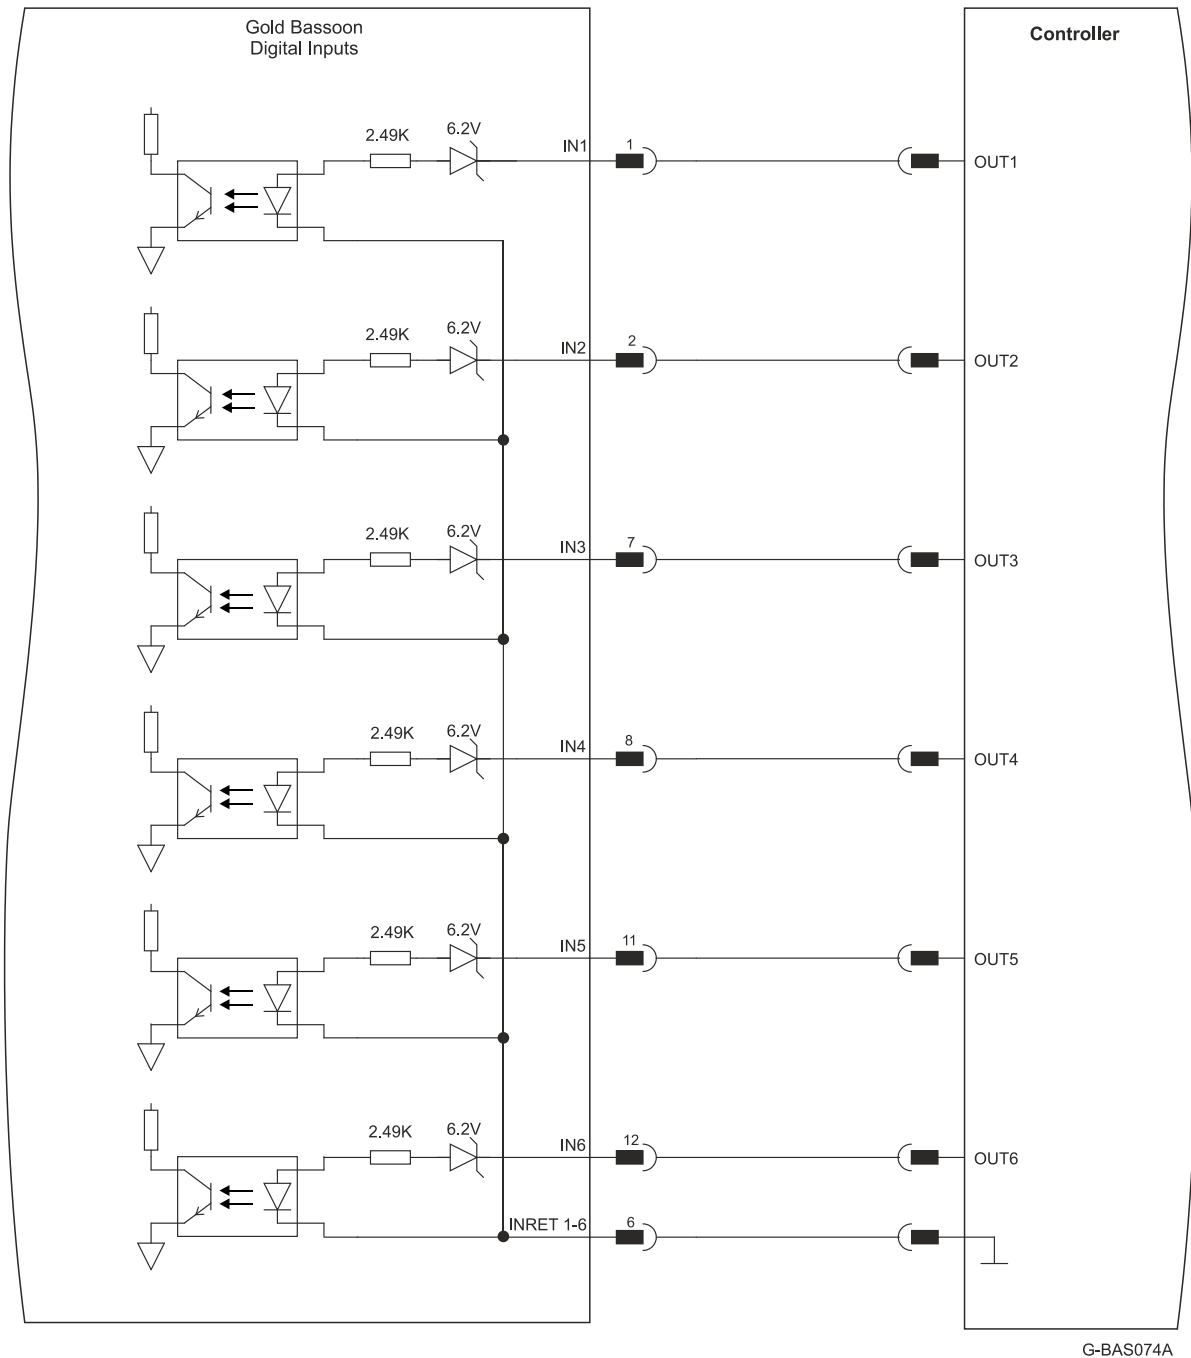 Gold Bassoon
Digital Inputs
Controller
2.49K
6.2V
IN1
1
OUT1
2.49K
6.2V
IN2
2
OUT2
2.49K
6.2V
IN3
7
OUT3
2.49K
6.2V
IN4
8
OUT4
2.49K
6.2V
IN5
11
OUT5
2.49K
6.2V
IN6
12
OUT6
INRET 1-6
6
G-BAS074A